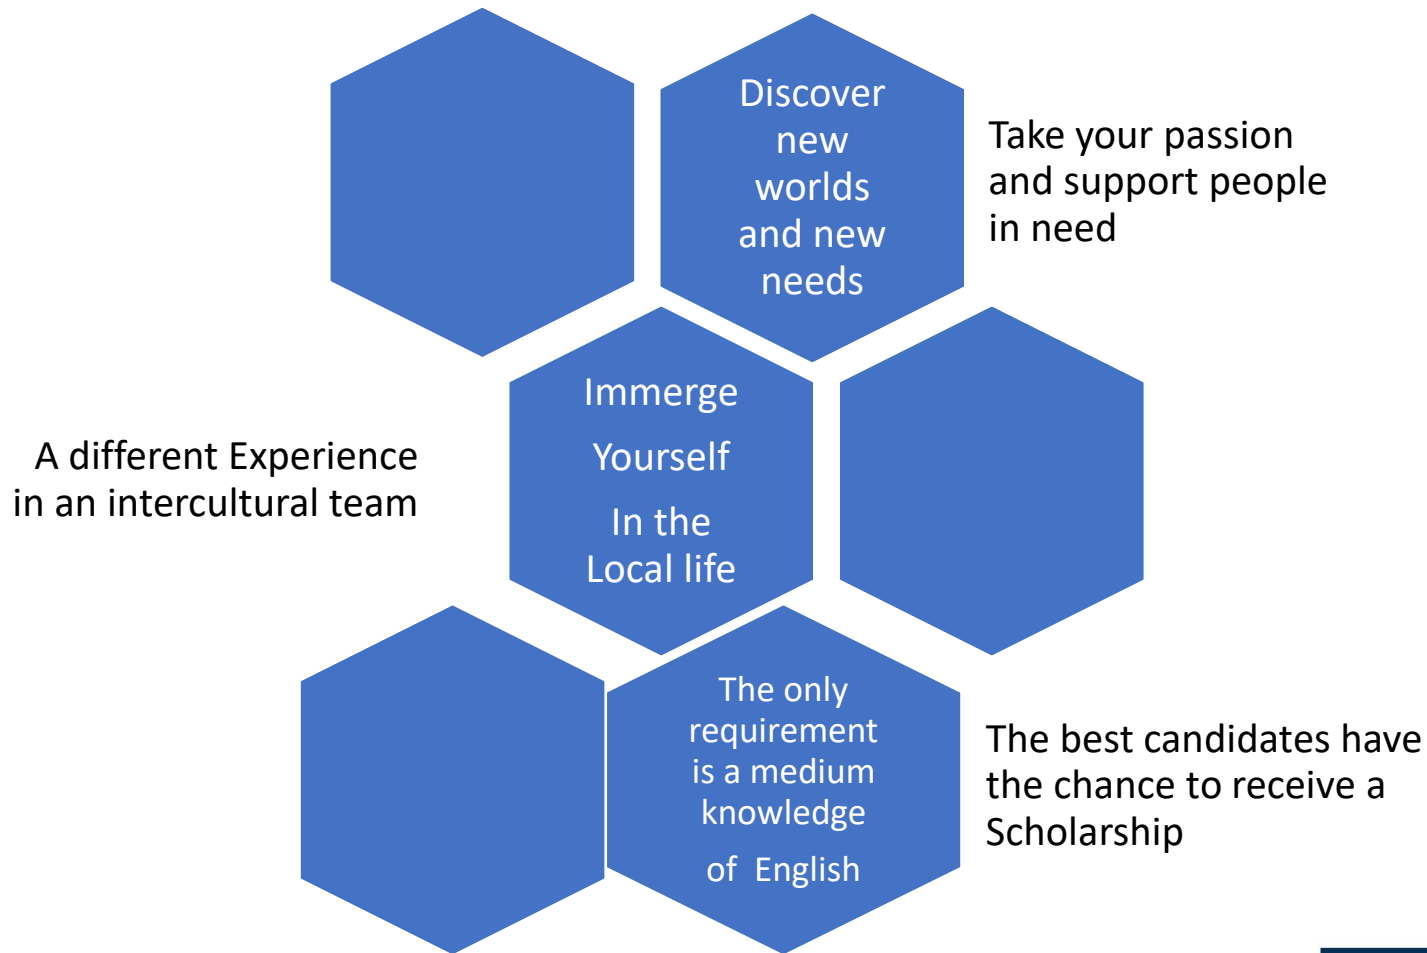 Discover
new
worlds
and new
needs
Take your passion
and support people
in need
A different Experience
in an intercultural team
Immerge
Yourself
In the
Local life
The only
requirement
is a medium
knowledge
of English
The best candidates have
the chance to receive a
Scholarship